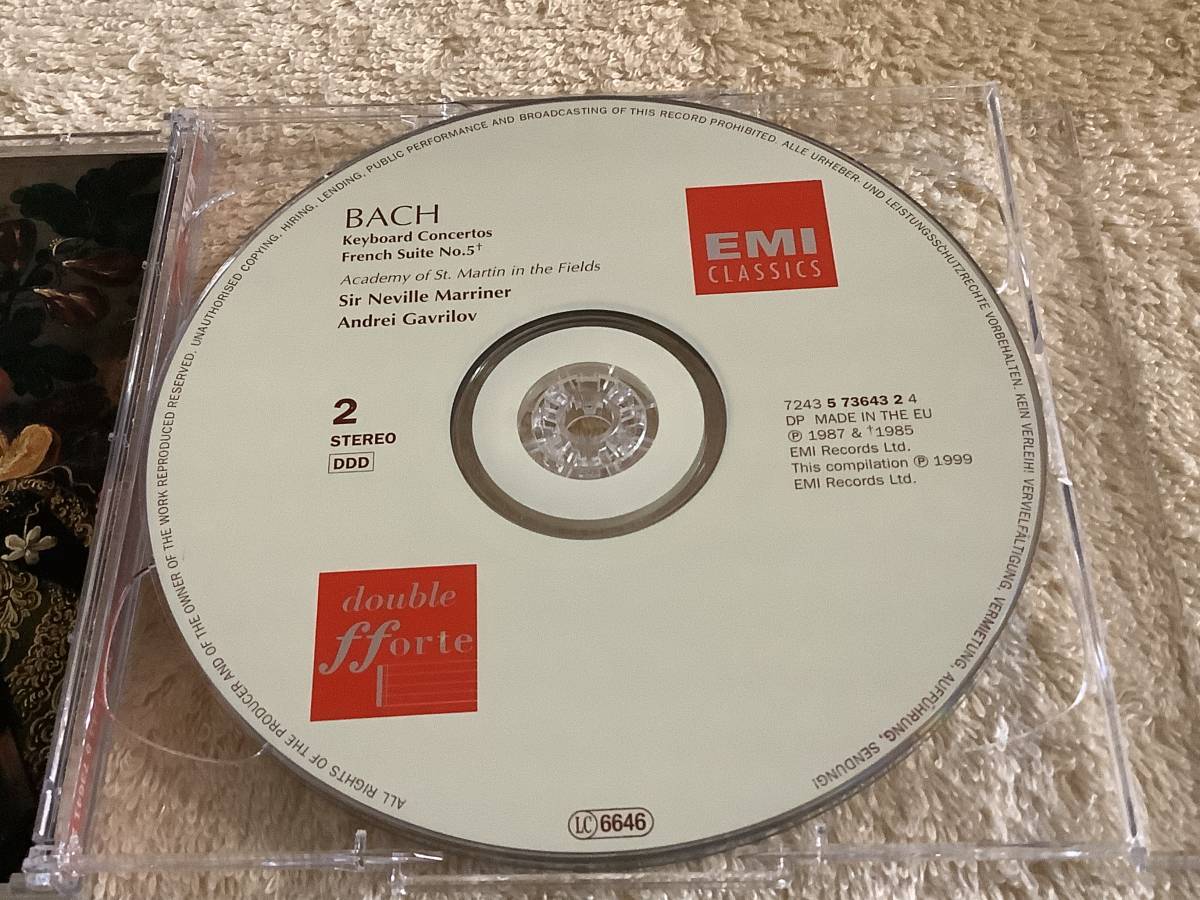 BACH
Keyboard Concertos
French Suite No.5†
Academy of St. Martin in the Fields
Sir Neville Marriner
Andrei Gavrilov
EMI
CLASSICS
2
STEREO
DDD
7243 5 73643 2 4
DP MADE IN THE EU
℗ 1987 & †1985
EMI Records Ltd.
This compilation ℗ 1999
EMI Records Ltd.
double
fforte
LC 6646
ALL RIGHTS OF THE PRODUCER AND OF THE OWNER OF THE WORK REPRODUCED RESERVED. UNAUTHORISED COPYING, HIRING, LENDING, PUBLIC PERFORMANCE AND BROADCASTING OF THIS RECORD PROHIBITED. ALLE URHEBER- UND LEISTUNGSSCHUTZRECHTE VORBEHALTEN. KEIN VERLEIH! VERVIELFÄLTIGUNG, VERMIETUNG, AUFFÜHRUNG, SENDUNG!